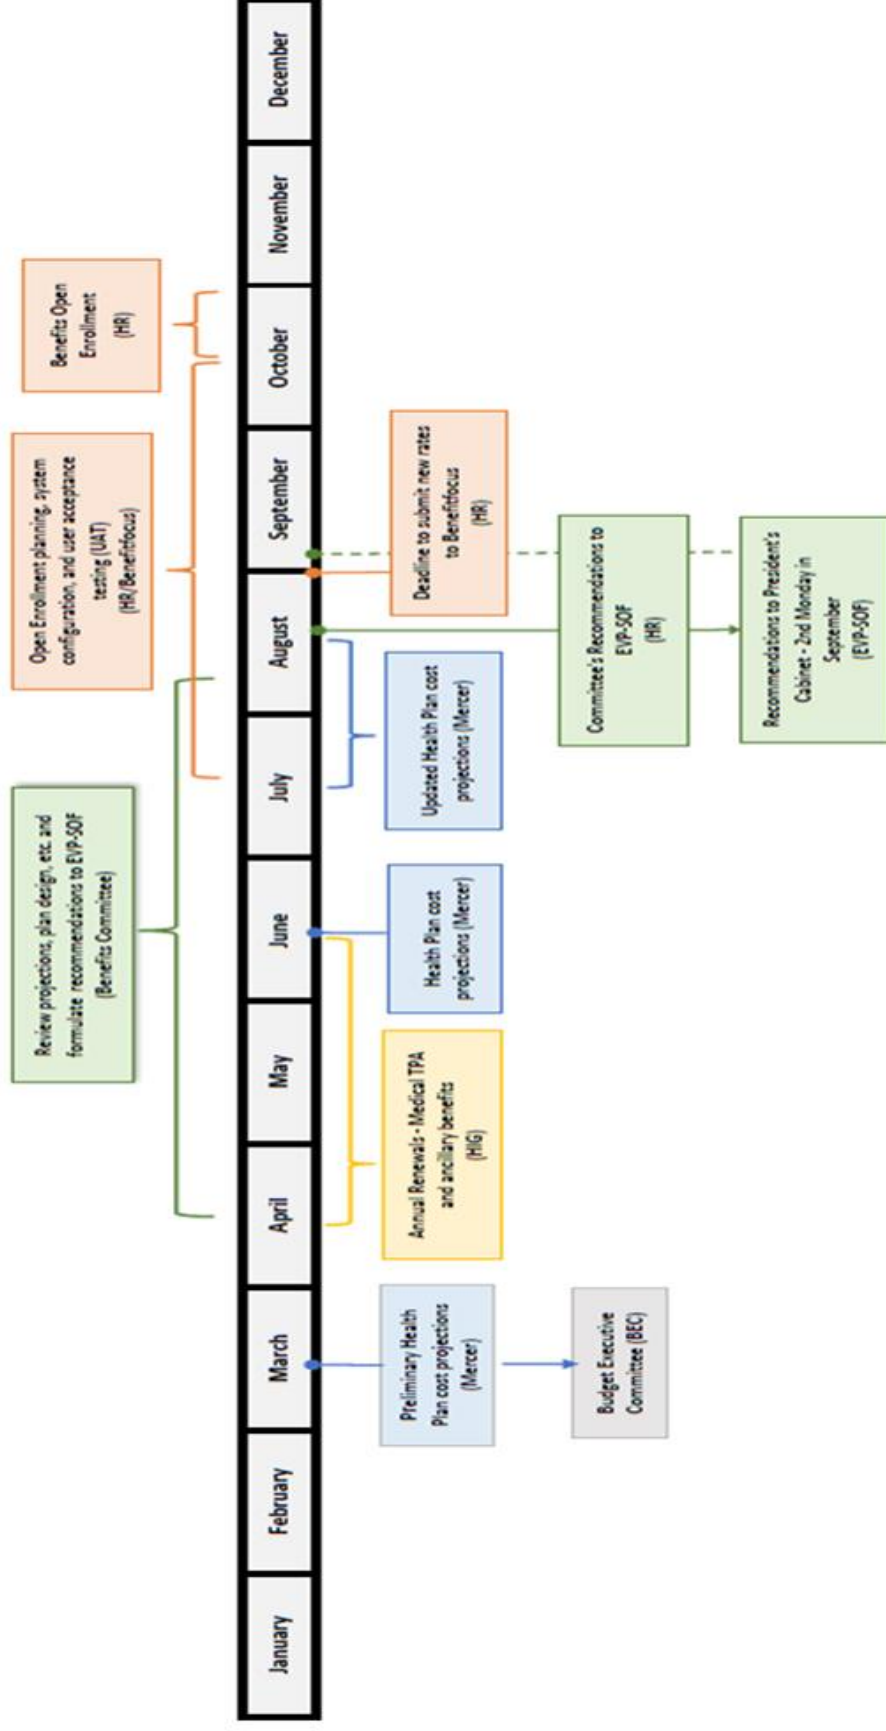 Review projections, plan design, etc. and
formulate recommendations to EVP-SOF
(Benefits Committee)
Open Enrollment planning, system
configuration, and user acceptance
testing (UAT)
(HR/Benefitfocus)
Benefits Open
Enrollment
(HR)
January
February
March
April
May
June
July
August
September
October
November
December
Preliminary Health
Plan cost projections
(Mercer)
Annual Renewals - Medical TPA
and ancillary benefits
(HIG)
Health Plan cost
projections (Mercer)
Updated Health Plan cost
projections (Mercer)
Deadline to submit new rates
to Benefitfocus
(HR)
Budget Executive
Committee (BEC)
Committee's Recommendations to
EVP-SOF
(HR)
Recommendations to President's
Cabinet - 2nd Monday in
September
(EVP-SOF)